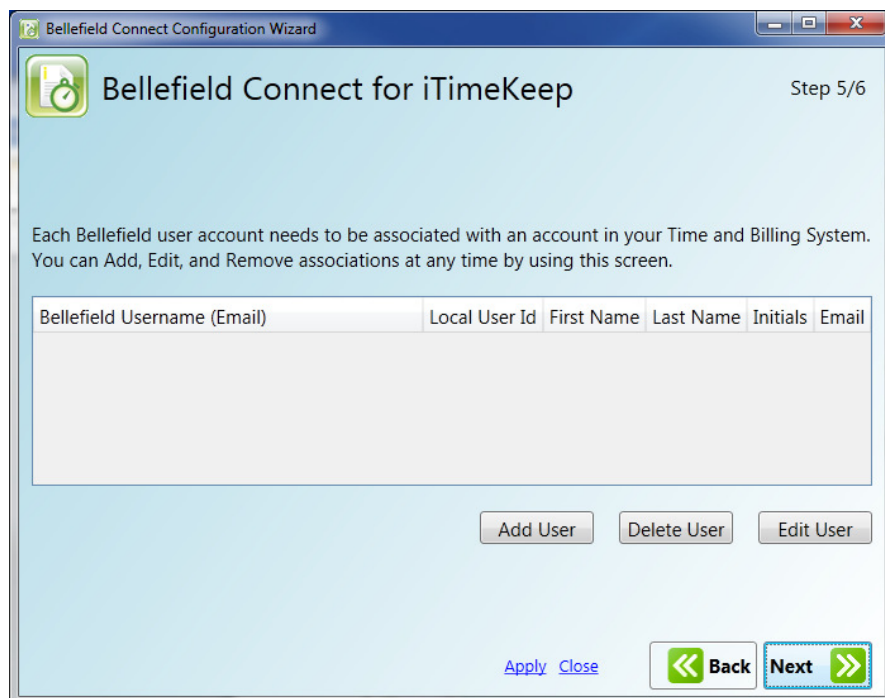 Bellefield Connect Configuration Wizard
Bellefield Connect for iTimeKeep
Step 5/6
Each Bellefield user account needs to be associated with an account in your Time and Billing System.
You can Add, Edit, and Remove associations at any time by using this screen.
Bellefield Username (Email) Local User Id First Name Last Name Initials Email
Add User Delete User Edit User
Apply Close Back Next